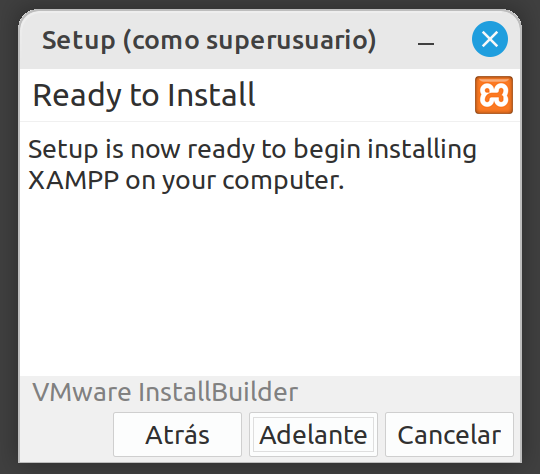 Setup (como superusuario)
Ready to Install
Setup is now ready to begin installing
XAMPP on your computer.
VMware InstallBuilder
Atrás Adelante Cancelar